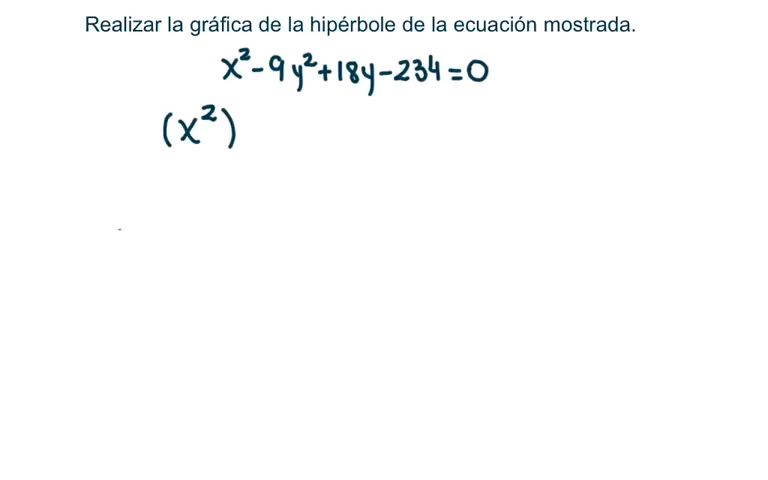 Realizar la gráfica de la hipérbole de la ecuación mostrada.
x²-9y²+18y-234=0
(x²)